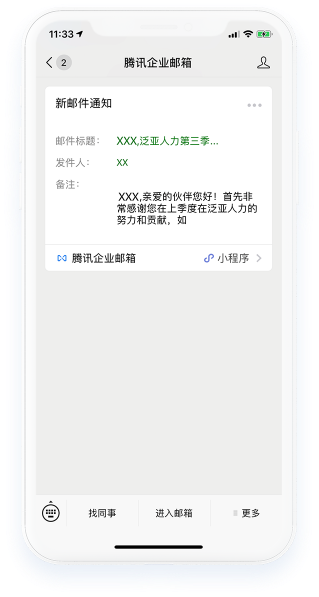 11:33
2
腾讯企业邮箱
新邮件通知
邮件标题： XXX,泛亚人力第三季...
发件人： XX
备注：
XXX,亲爱的伙伴您好！首先非
常感谢您在上季度在泛亚人力的
努力和贡献，如
腾讯企业邮箱 小程序
找同事 进入邮箱 更多